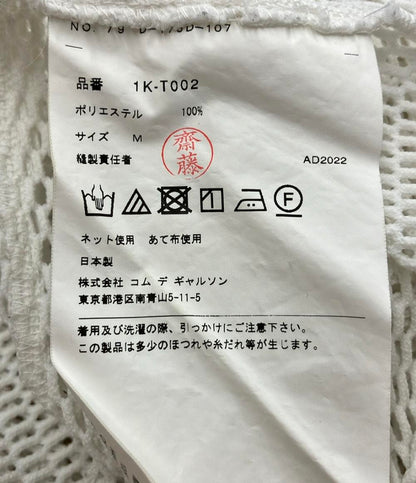 品番 1K-T002
ポリエステル 100%
サイズ M
齋藤
縫製責任者 AD2022
F
ネット使用 あて布使用
日本製
株式会社 コム デ ギャルソン
東京都港区南青山5-11-5
着用及び洗濯の際、引っかけにご注意下さい。
この製品は多少のほつれや糸だれ等が生じます。